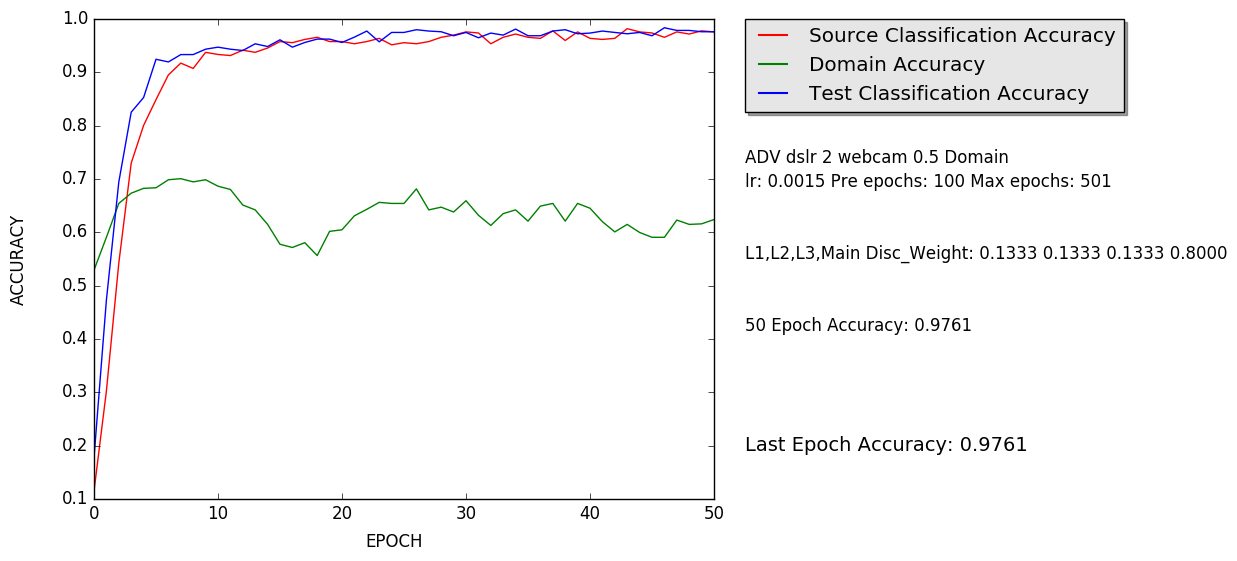 1.0
0.9
0.8
0.7
0.6
0.5
0.4
0.3
0.2
0.1
ACCURACY
0 10 20 30 40 50
EPOCH
Source Classification Accuracy
Domain Accuracy
Test Classification Accuracy
ADV dslr 2 webcam 0.5 Domain
lr: 0.0015 Pre epochs: 100 Max epochs: 501
L1,L2,L3,Main Disc_Weight: 0.1333 0.1333 0.1333 0.8000
50 Epoch Accuracy: 0.9761
Last Epoch Accuracy: 0.9761